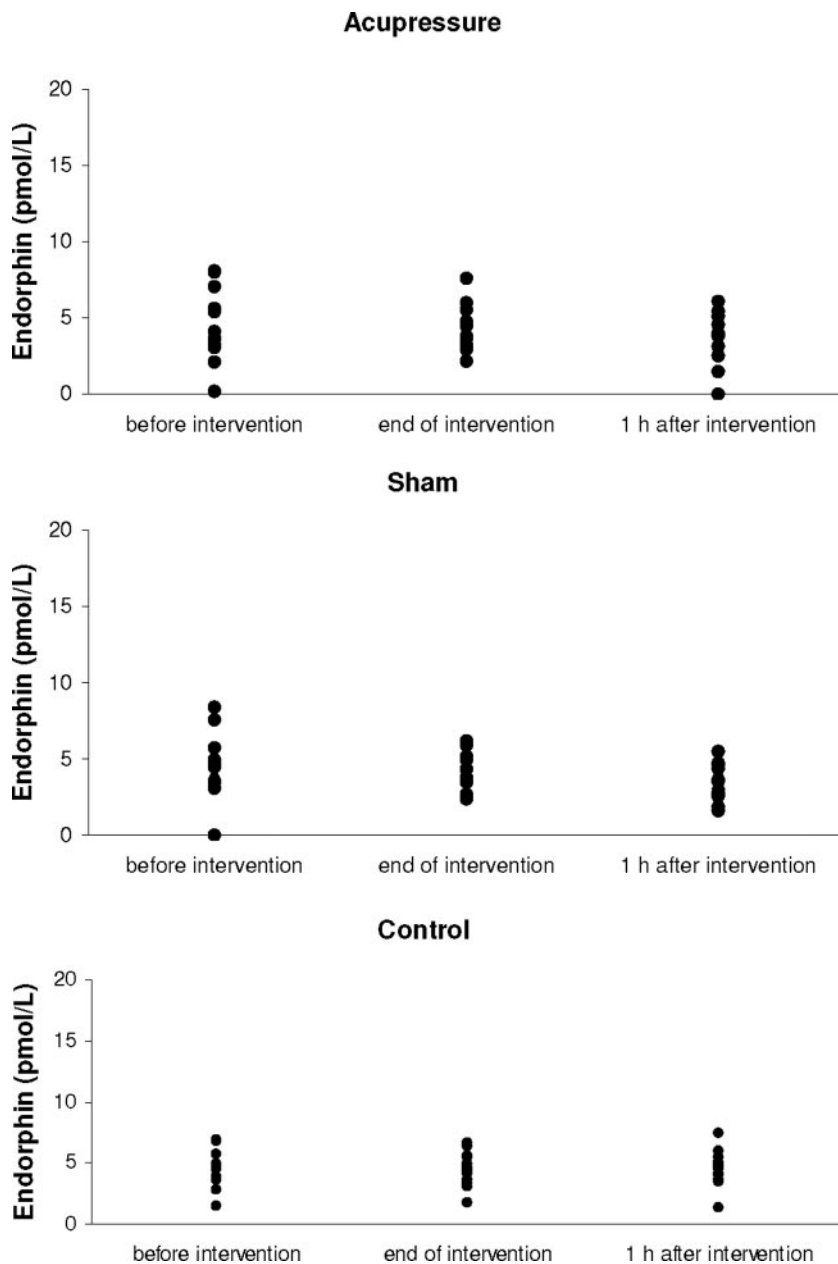 Acupressure
Endorphin (pmol/L)
20
15
10
5
0
before intervention end of intervention 1 h after intervention
Sham
Endorphin (pmol/L)
20
15
10
5
0
before intervention end of intervention 1 h after intervention
Control
Endorphin (pmol/L)
20
15
10
5
0
before intervention end of intervention 1 h after intervention